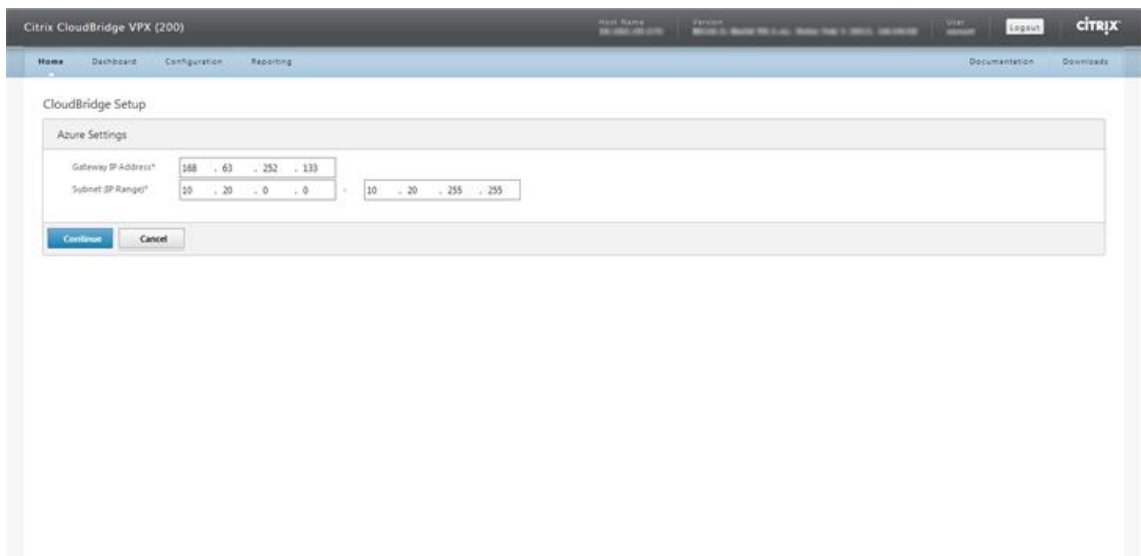 Citrix CloudBridge VPX (200)
Host Name
Version
User
Logout
CİTRIX
Home Dashboard Configuration Reporting Documentation Downloads
CloudBridge Setup
Azure Settings
Gateway IP Address* 168 . 63 . 252 . 133
Subnet (IP Range)* 10 . 20 . 0 . 0 - 10 . 20 . 255 . 255
Continue Cancel